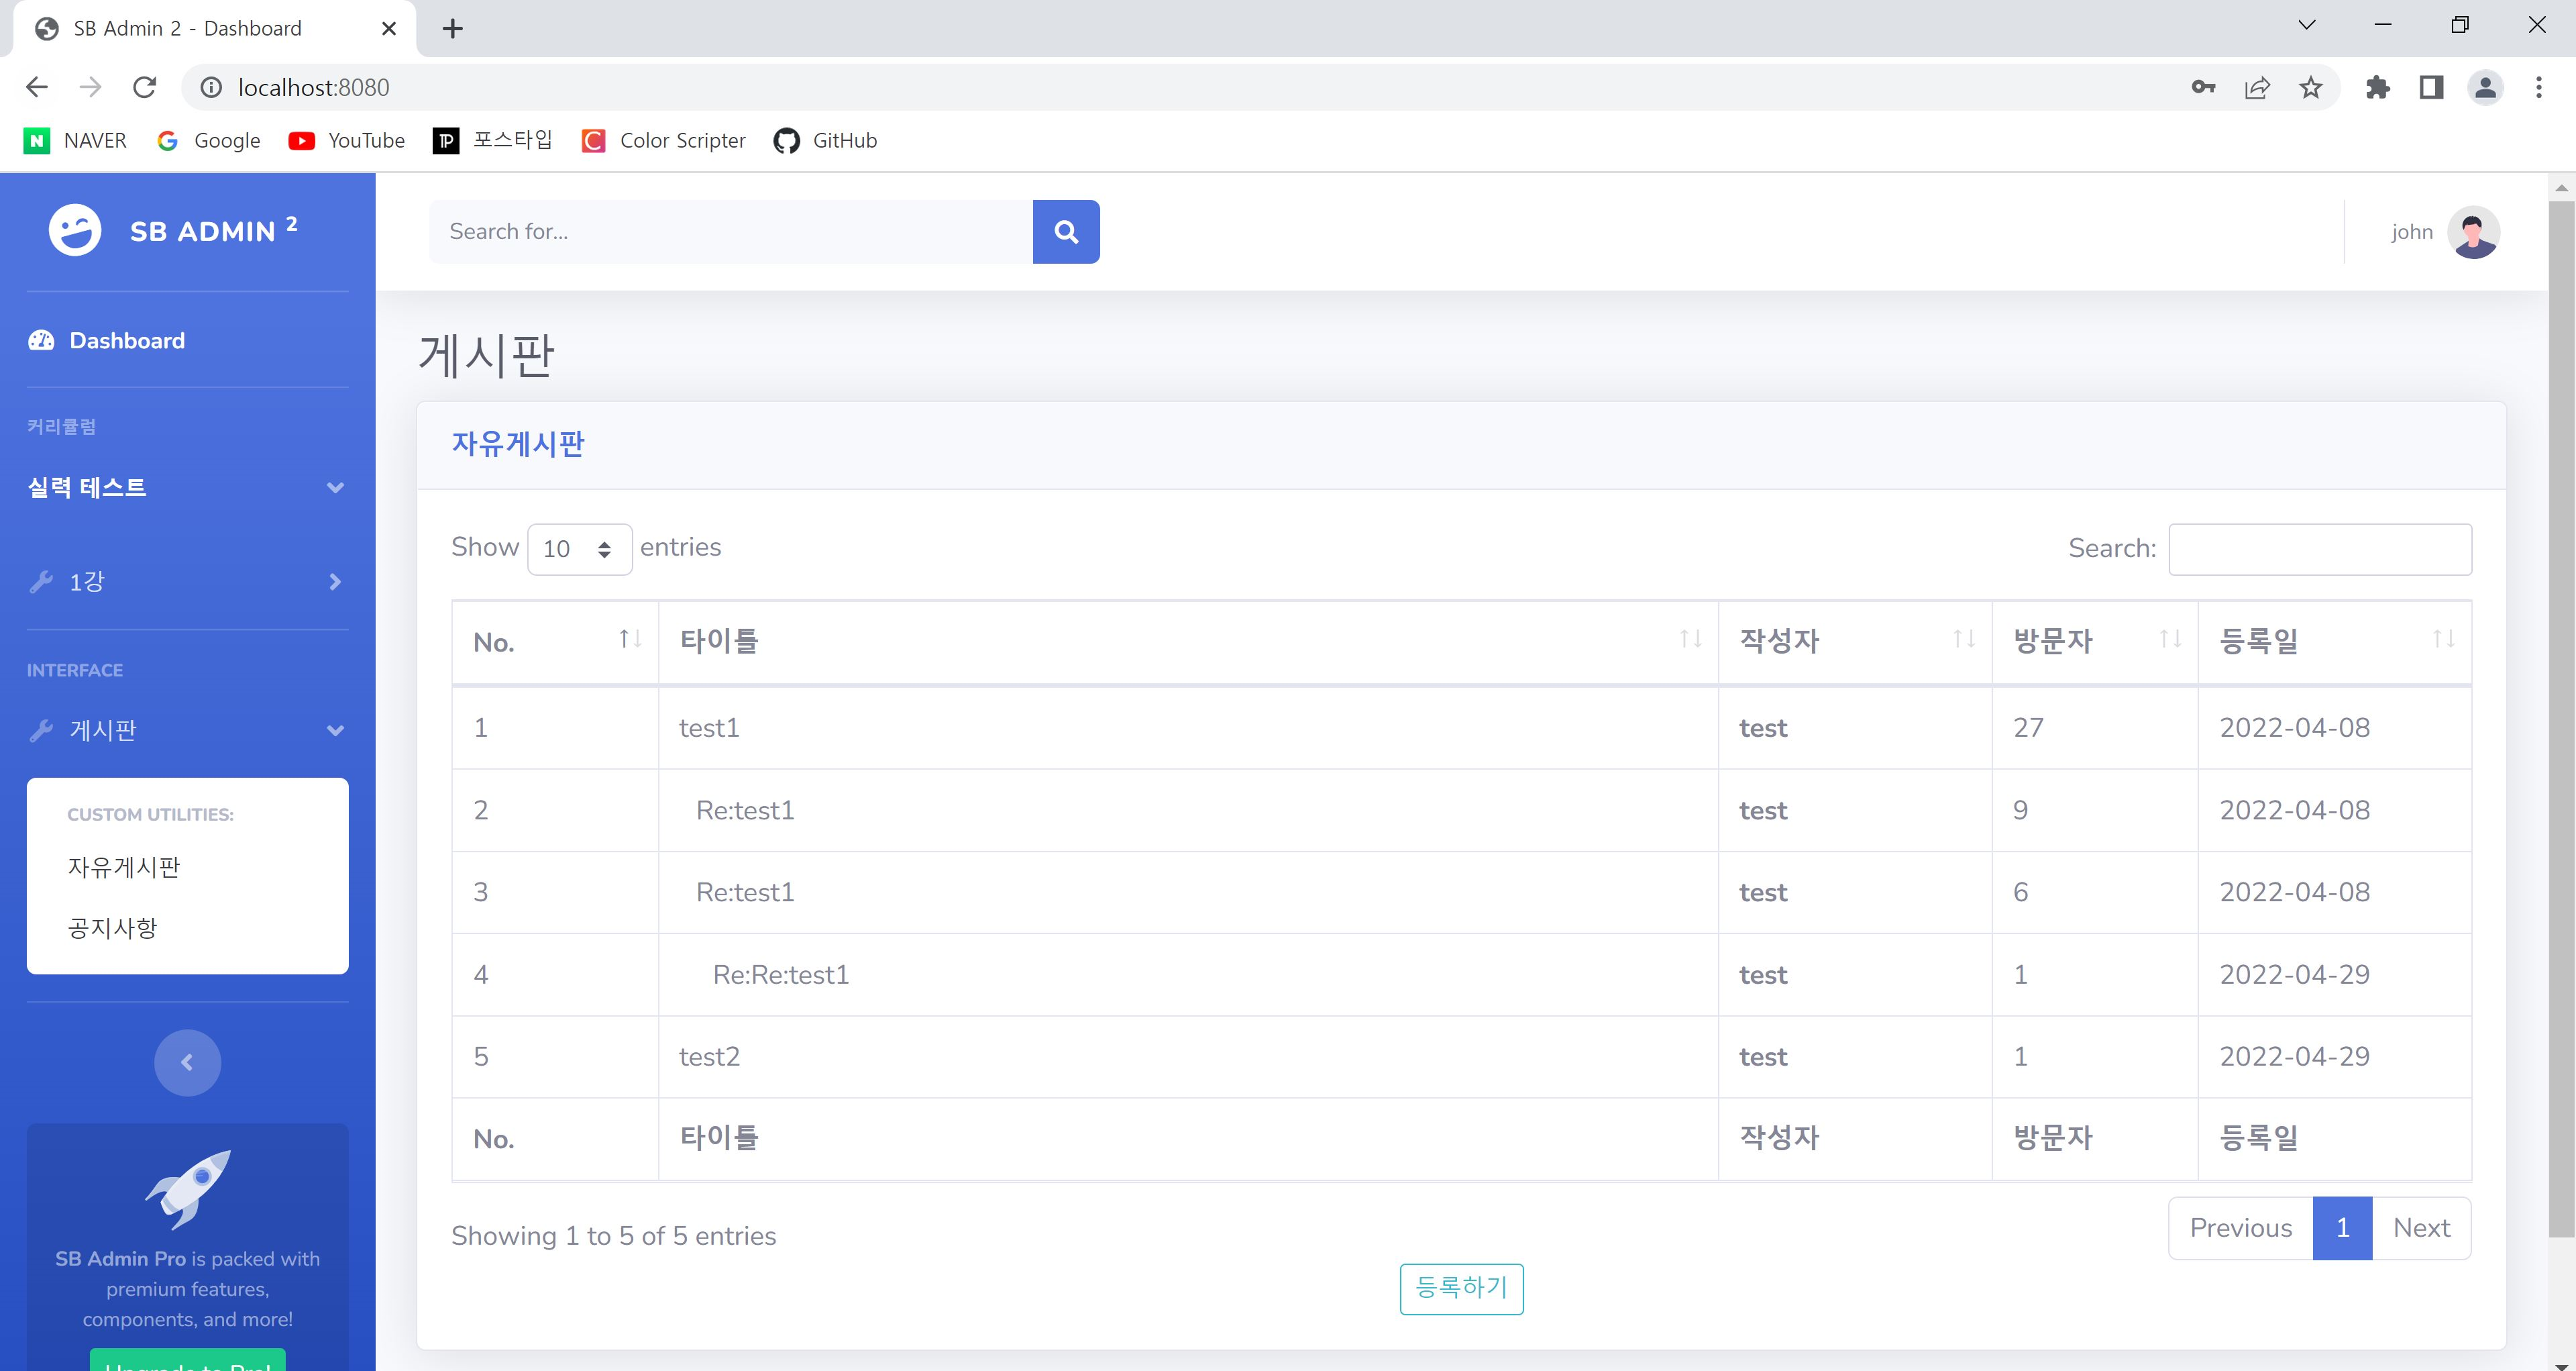 SB Admin 2 - Dashboard
localhost:8080
NAVER Google YouTube 포스타입 Color Scripter GitHub
SB ADMIN 2
Dashboard
커리큘럼
실력 테스트
1강
INTERFACE
게시판
CUSTOM UTILITIES:
자유게시판
공지사항
SB Admin Pro is packed with
premium features,
components, and more!
Upgrade to Pro!
Search for...
john
게시판
자유게시판
Show 10 entries Search:
No. 타이틀 작성자 방문자 등록일
1 test1 test 27 2022-04-08
2 Re:test1 test 9 2022-04-08
3 Re:test1 test 6 2022-04-08
4 Re:Re:test1 test 1 2022-04-29
5 test2 test 1 2022-04-29
No. 타이틀 작성자 방문자 등록일
Showing 1 to 5 of 5 entries Previous 1 Next
등록하기